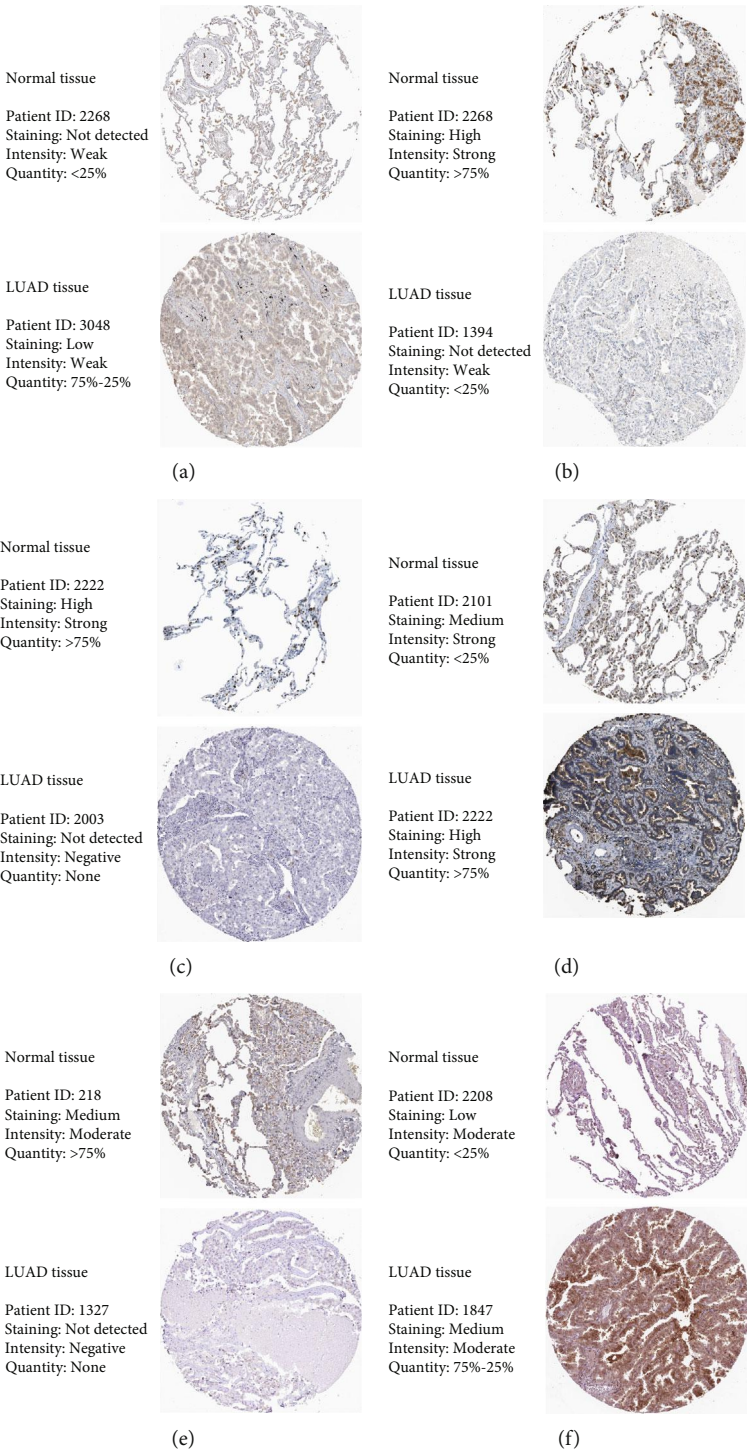 Normal tissue
Patient ID: 2268
Staining: Not detected
Intensity: Weak
Quantity: <25%
LUAD tissue
Patient ID: 3048
Staining: Low
Intensity: Weak
Quantity: 75%-25%
(a)
Normal tissue
Patient ID: 2268
Staining: High
Intensity: Strong
Quantity: >75%
LUAD tissue
Patient ID: 1394
Staining: Not detected
Intensity: Weak
Quantity: <25%
(b)
Normal tissue
Patient ID: 2222
Staining: High
Intensity: Strong
Quantity: >75%
LUAD tissue
Patient ID: 2003
Staining: Not detected
Intensity: Negative
Quantity: None
(c)
Normal tissue
Patient ID: 2101
Staining: Medium
Intensity: Strong
Quantity: <25%
LUAD tissue
Patient ID: 2222
Staining: High
Intensity: Strong
Quantity: >75%
(d)
Normal tissue
Patient ID: 218
Staining: Medium
Intensity: Moderate
Quantity: >75%
LUAD tissue
Patient ID: 1327
Staining: Not detected
Intensity: Negative
Quantity: None
(e)
Normal tissue
Patient ID: 2208
Staining: Low
Intensity: Moderate
Quantity: <25%
LUAD tissue
Patient ID: 1847
Staining: Medium
Intensity: Moderate
Quantity: 75%-25%
(f)